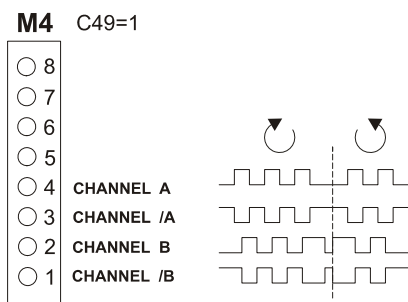 M4 C49=1
8
7
6
5
4 CHANNEL A
3 CHANNEL /A
2 CHANNEL B
1 CHANNEL /B